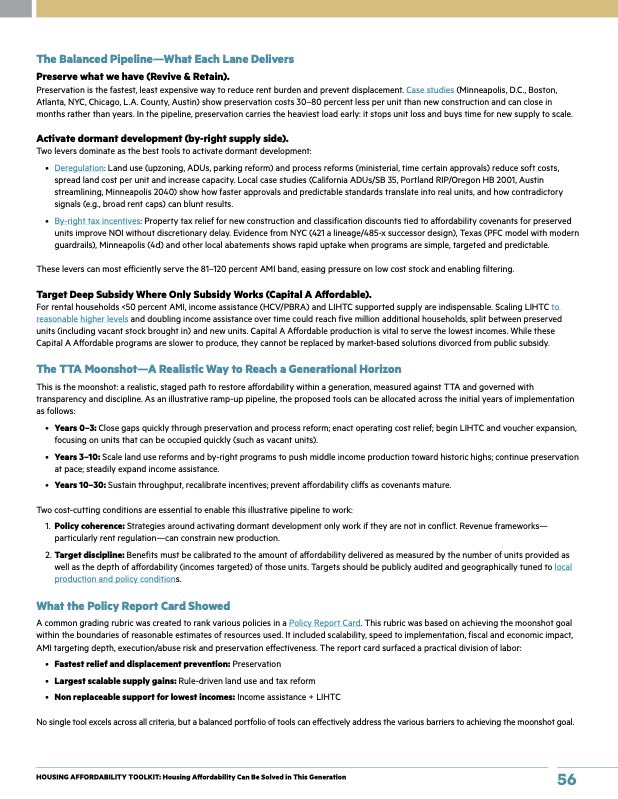 The Balanced Pipeline—What Each Lane Delivers
Preserve what we have (Revive & Retain).
Preservation is the fastest, least expensive way to reduce rent burden and prevent displacement. Case studies (Minneapolis, D.C., Boston,
Atlanta, NYC, Chicago, L.A. County, Austin) show preservation costs 30–80 percent less per unit than new construction and can close in
months rather than years. In the pipeline, preservation carries the heaviest load early: it stops unit loss and buys time for new supply to scale.
Activate dormant development (by-right supply side).
Two levers dominate as the best tools to activate dormant development:
• Deregulation: Land use (upzoning, ADUs, parking reform) and process reforms (ministerial, time certain approvals) reduce soft costs,
spread land cost per unit and increase capacity. Local case studies (California ADUs/SB 35, Portland RIP/Oregon HB 2001, Austin
streamlining, Minneapolis 2040) show how faster approvals and predictable standards translate into real units, and how contradictory
signals (e.g., broad rent caps) can blunt results.
• By-right tax incentives: Property tax relief for new construction and classification discounts tied to affordability covenants for preserved
units improve NOI without discretionary delay. Evidence from NYC (421 a lineage/485-x successor design), Texas (PFC model with modern
guardrails), Minneapolis (4d) and other local abatements shows rapid uptake when programs are simple, targeted and predictable.
These levers can most efficiently serve the 81–120 percent AMI band, easing pressure on low cost stock and enabling filtering.
Target Deep Subsidy Where Only Subsidy Works (Capital A Affordable).
For rental households <50 percent AMI, income assistance (HCV/PBRA) and LIHTC supported supply are indispensable. Scaling LIHTC to
reasonable higher levels and doubling income assistance over time could reach five million additional households, split between preserved
units (including vacant stock brought in) and new units. Capital A Affordable production is vital to serve the lowest incomes. While these
Capital A Affordable programs are slower to produce, they cannot be replaced by market-based solutions divorced from public subsidy.
The TTA Moonshot—A Realistic Way to Reach a Generational Horizon
This is the moonshot: a realistic, staged path to restore affordability within a generation, measured against TTA and governed with
transparency and discipline. As an illustrative ramp-up pipeline, the proposed tools can be allocated across the initial years of implementation
as follows:
• Years 0–3: Close gaps quickly through preservation and process reform; enact operating cost relief; begin LIHTC and voucher expansion,
focusing on units that can be occupied quickly (such as vacant units).
• Years 3–10: Scale land use reforms and by-right programs to push middle income production toward historic highs; continue preservation
at pace; steadily expand income assistance.
• Years 10–30: Sustain throughput, recalibrate incentives; prevent affordability cliffs as covenants mature.
Two cost-cutting conditions are essential to enable this illustrative pipeline to work:
1. Policy coherence: Strategies around activating dormant development only work if they are not in conflict. Revenue frameworks—
particularly rent regulation—can constrain new production.
2. Target discipline: Benefits must be calibrated to the amount of affordability delivered as measured by the number of units provided as
well as the depth of affordability (incomes targeted) of those units. Targets should be publicly audited and geographically tuned to local
production and policy conditions.
What the Policy Report Card Showed
A common grading rubric was created to rank various policies in a Policy Report Card. This rubric was based on achieving the moonshot goal
within the boundaries of reasonable estimates of resources used. It included scalability, speed to implementation, fiscal and economic impact,
AMI targeting depth, execution/abuse risk and preservation effectiveness. The report card surfaced a practical division of labor:
• Fastest relief and displacement prevention: Preservation
• Largest scalable supply gains: Rule-driven land use and tax reform
• Non replaceable support for lowest incomes: Income assistance + LIHTC
No single tool excels across all criteria, but a balanced portfolio of tools can effectively address the various barriers to achieving the moonshot goal.
HOUSING AFFORDABILITY TOOLKIT: Housing Affordability Can Be Solved in This Generation
56